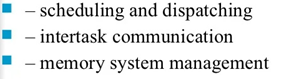 – scheduling and dispatching
– intertask communication
– memory system management